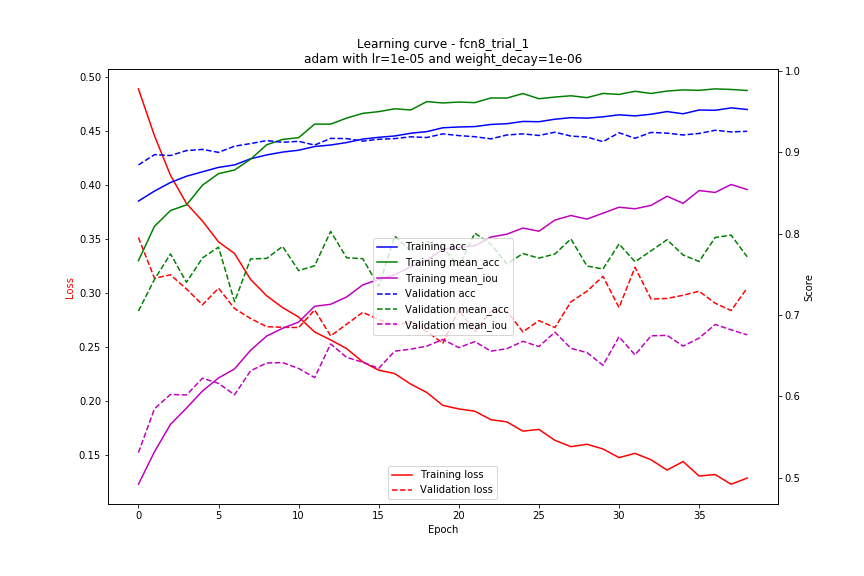 Learning curve - fcn8_trial_1
adam with lr=1e-05 and weight_decay=1e-06
0.50
0.45
0.40
0.35
0.30
0.25
0.20
0.15
Loss
1.0
0.9
0.8
0.7
0.6
0.5
Score
Training acc
Training mean_acc
Training mean_iou
Validation acc
Validation mean_acc
Validation mean_iou
Training loss
Validation loss
0 5 10 15 20 25 30 35
Epoch